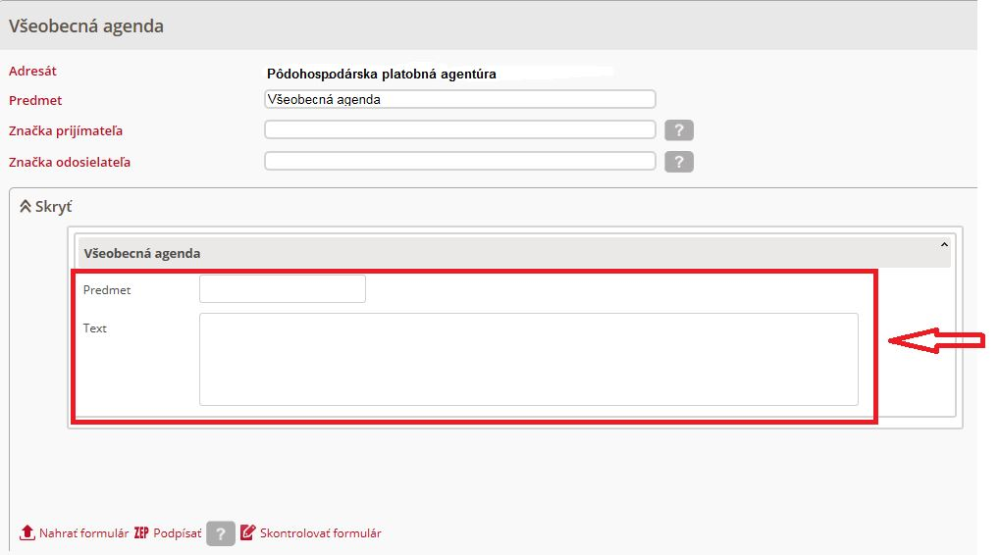 Všeobecná agenda
Adresát Pôdohospodárska platobná agentúra
Predmet Všeobecná agenda
Značka prijímateľa ?
Značka odosielateľa ?
Skryť
Všeobecná agenda
Predmet
Text
Nahrať formulár ZEP Podpísať ? Skontrolovať formulár